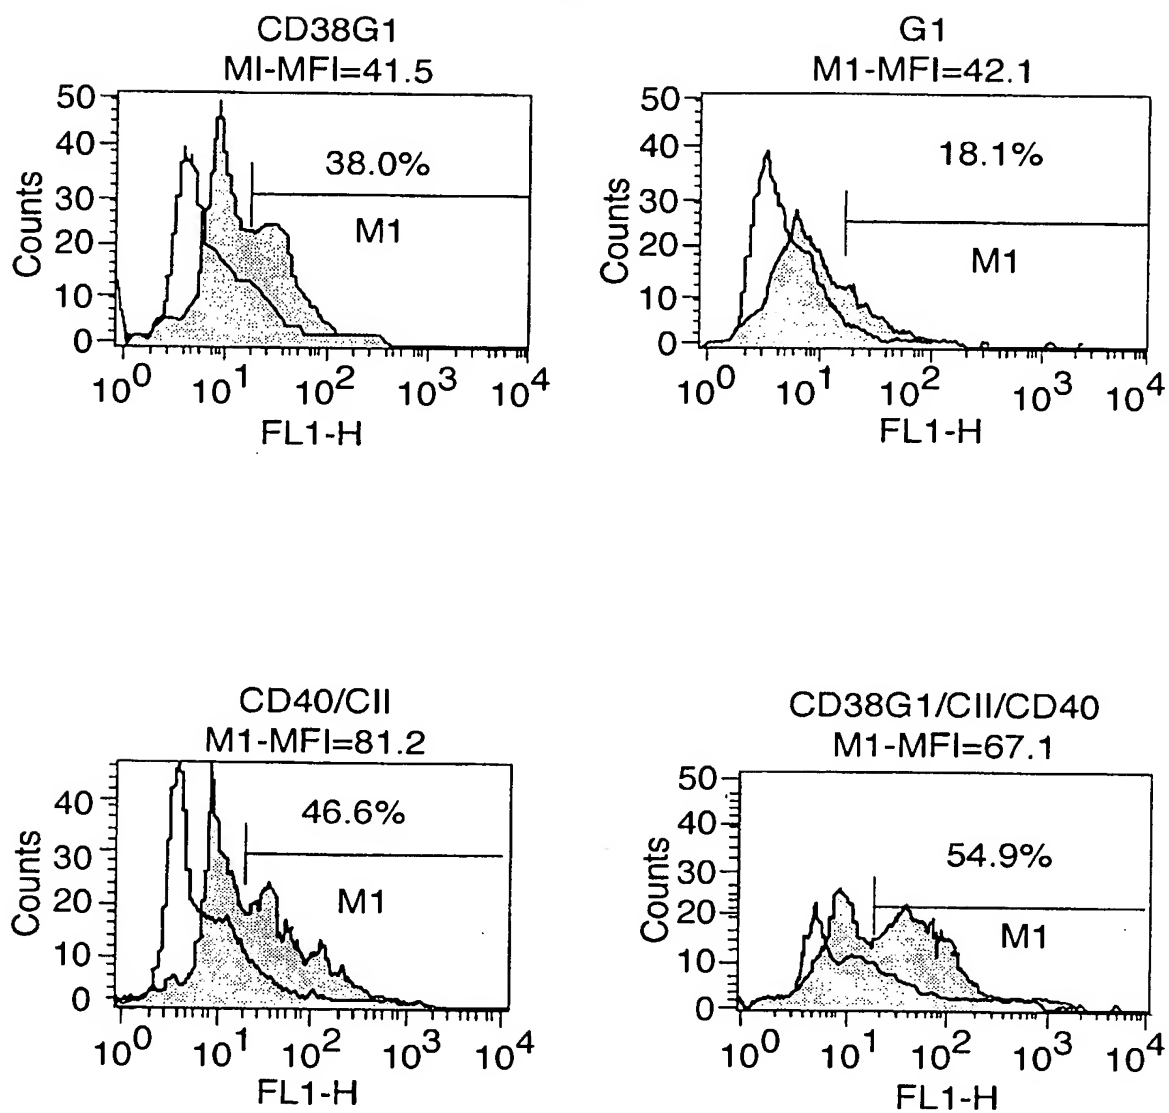 CD38G1
MI-MFI=41.5
50
40
30
20
10
0
Counts
38.0%
M1
10^0 10^1 10^2 10^3 10^4
FL1-H
G1
M1-MFI=42.1
50
40
30
20
10
0
Counts
18.1%
M1
10^0 10^1 10^2 10^3 10^4
FL1-H
CD40/CII
M1-MFI=81.2
40
30
20
10
0
Counts
46.6%
M1
10^0 10^1 10^2 10^3 10^4
FL1-H
CD38G1/CII/CD40
M1-MFI=67.1
50
40
30
20
10
0
Counts
54.9%
M1
10^0 10^1 10^2 10^3 10^4
FL1-H